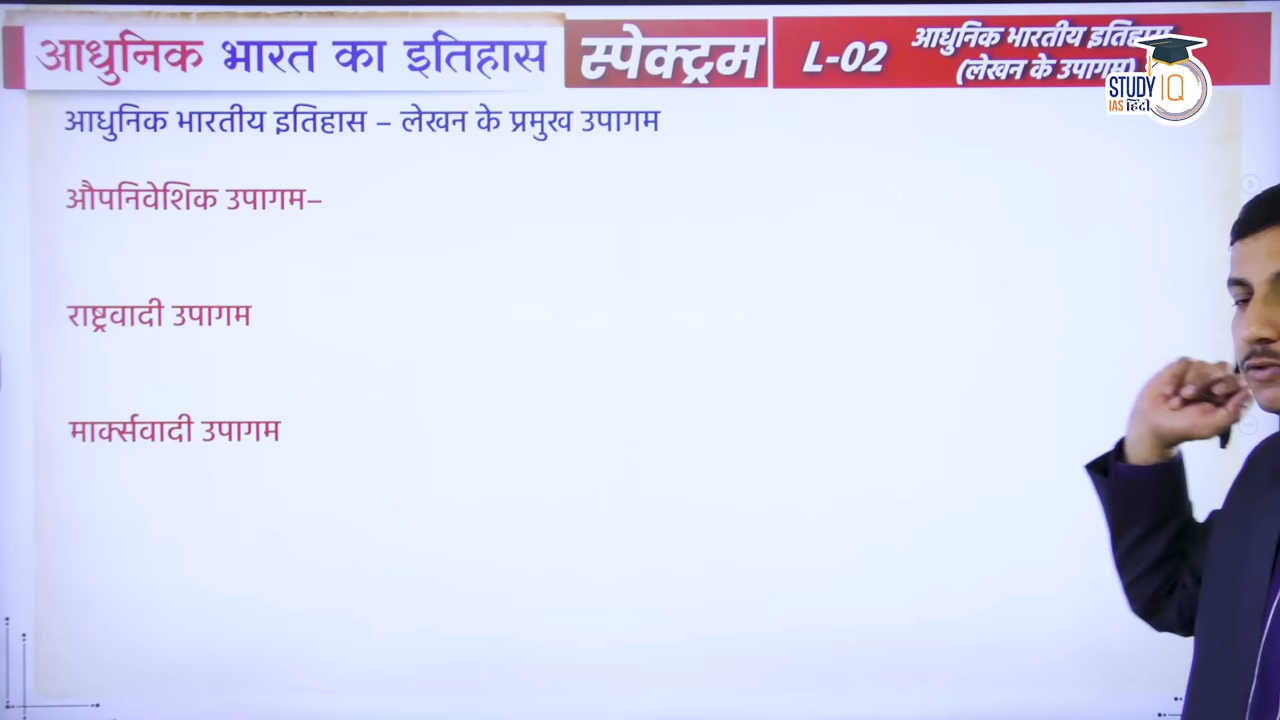 आधुनिक भारत का इतिहास
स्पेक्ट्रम
L-02
आधुनिक भारतीय इतिहास
(लेखन के उपागम)
STUDY IQ
IAS हिंदी
आधुनिक भारतीय इतिहास – लेखन के प्रमुख उपागम
औपनिवेशिक उपागम–
राष्ट्रवादी उपागम
मार्क्सवादी उपागम